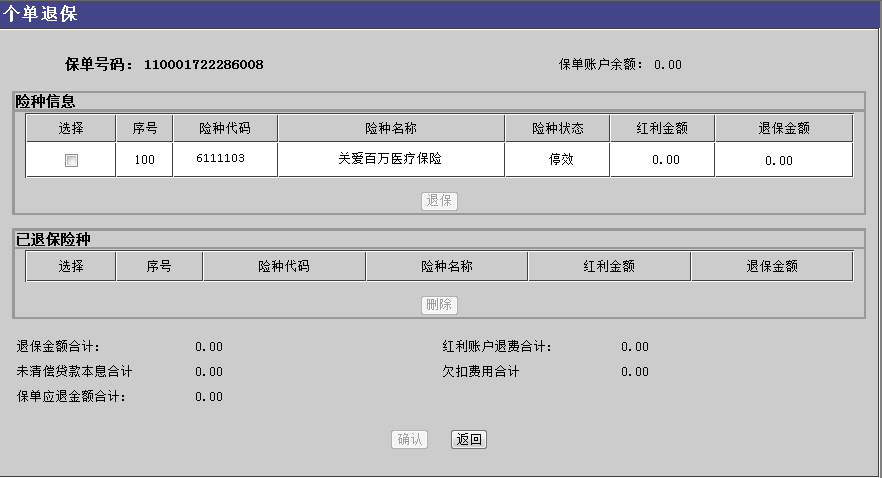 个单退保
保单号码： 110001722286008 保单账户余额： 0.00
险种信息
选择 序号 险种代码 险种名称 险种状态 红利金额 退保金额
100 6111103 关爱百万医疗保险 停效 0.00 0.00
退保
已退保险种
选择 序号 险种代码 险种名称 红利金额 退保金额
删除
退保金额合计： 0.00 红利账户退费合计： 0.00
未清偿贷款本息合计 0.00 欠扣费用合计 0.00
保单应退金额合计： 0.00
确认 返回